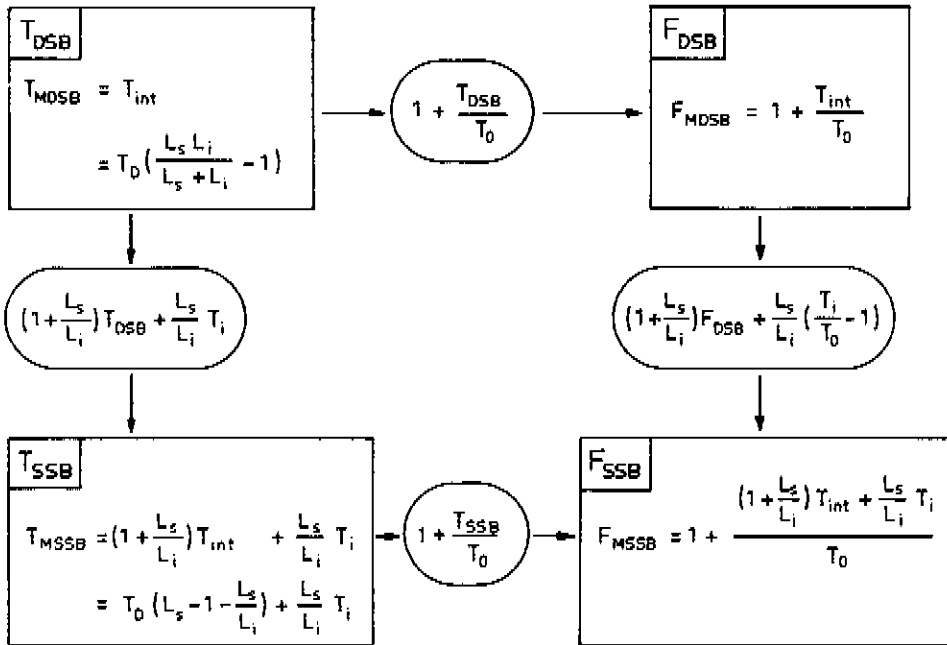 T_DSB
T_MDSB = T_int
= T_D ( L_s L_i / (L_s + L_i) - 1 )
1 + T_DSB / T_0
F_DSB
F_MDSB = 1 + T_int / T_0
(1 + L_s / L_i) T_DSB + L_s / L_i T_i
(1 + L_s / L_i) F_DSB + L_s / L_i ( T_i / T_0 - 1 )
T_SSB
T_MSSB = (1 + L_s / L_i) T_int + L_s / L_i T_i
= T_D (L_s - 1 - L_s / L_i) + L_s / L_i T_i
1 + T_SSB / T_0
F_SSB
F_MSSB = 1 + ( (1 + L_s / L_i) T_int + L_s / L_i T_i ) / T_0